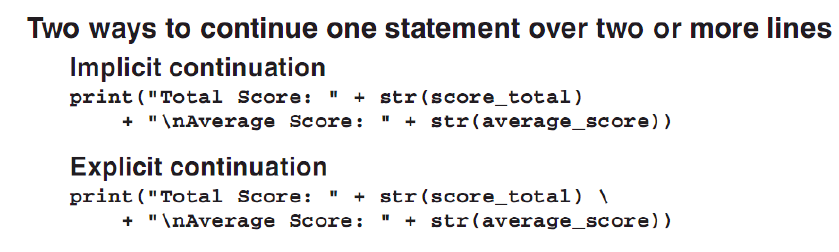 Two ways to continue one statement over two or more lines
Implicit continuation
print("Total Score: " + str(score_total)
    + "\nAverage Score: " + str(average_score))
Explicit continuation
print("Total Score: " + str(score_total) \
    + "\nAverage Score: " + str(average_score))